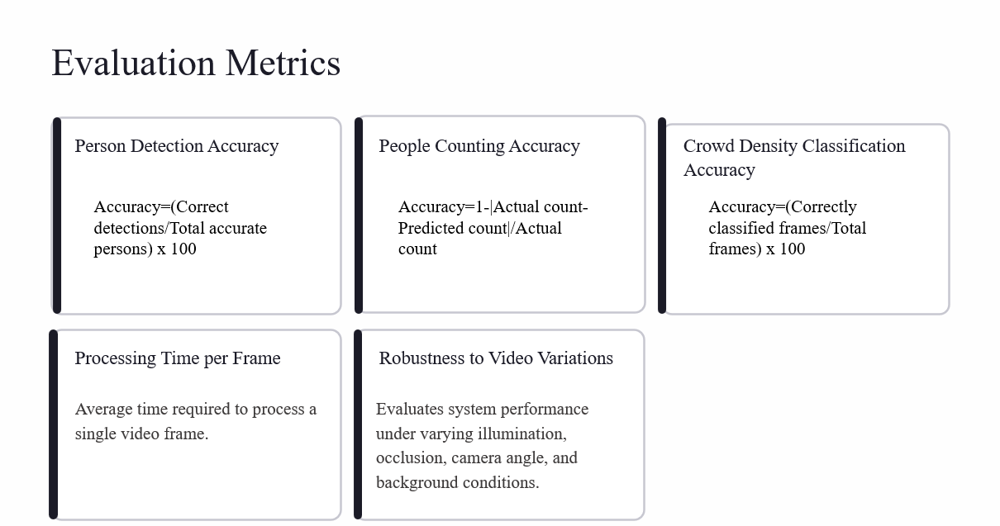 Evaluation Metrics
Person Detection Accuracy
Accuracy=(Correct
detections/Total accurate
persons) x 100
People Counting Accuracy
Accuracy=1-|Actual count-
Predicted count|/Actual
count
Crowd Density Classification
Accuracy
Accuracy=(Correctly
classified frames/Total
frames) x 100
Processing Time per Frame
Average time required to process a
single video frame.
Robustness to Video Variations
Evaluates system performance
under varying illumination,
occlusion, camera angle, and
background conditions.